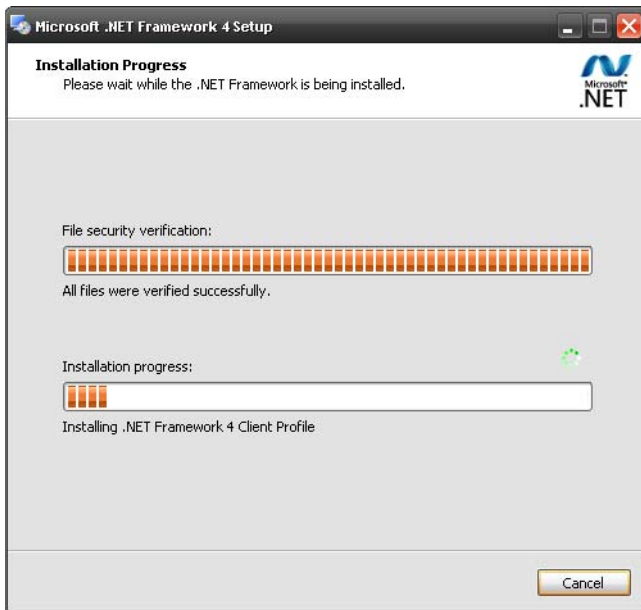 Microsoft .NET Framework 4 Setup
Installation Progress
Please wait while the .NET Framework is being installed.
Microsoft®
.NET
File security verification:
All files were verified successfully.
Installation progress:
Installing .NET Framework 4 Client Profile
Cancel